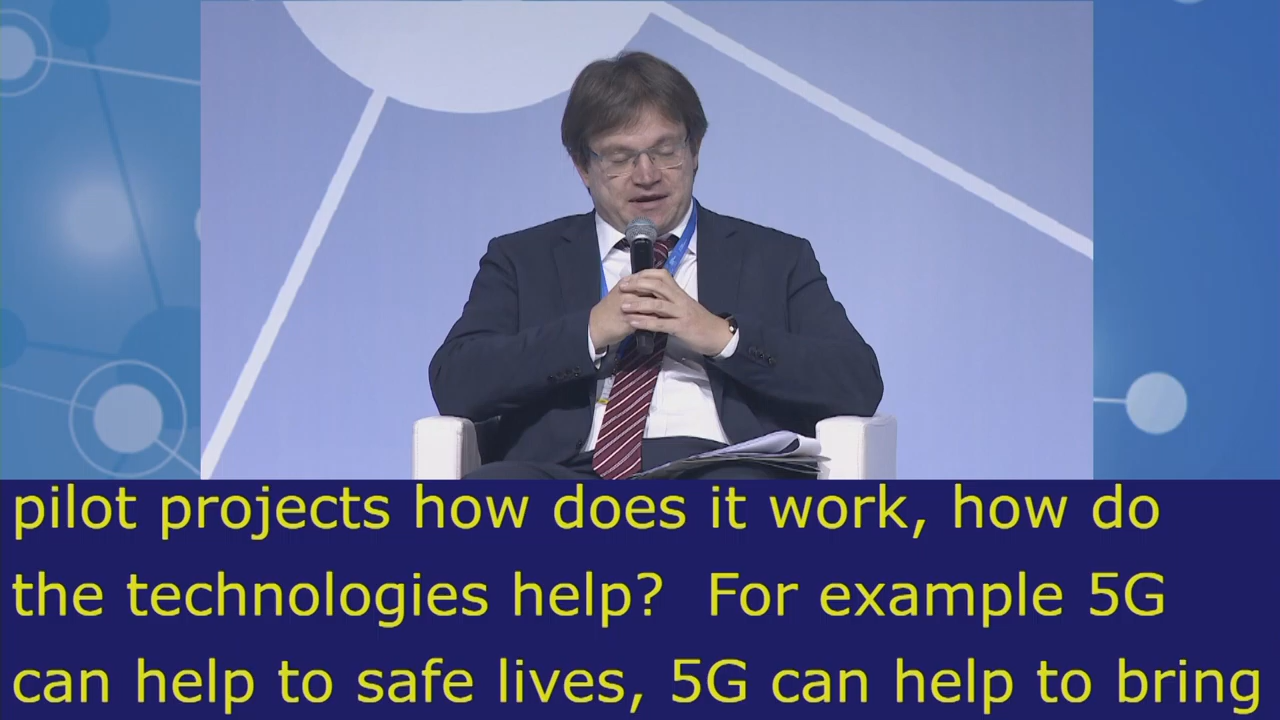 pilot projects how does it work, how do
the technologies help?  For example 5G
can help to safe lives, 5G can help to bring